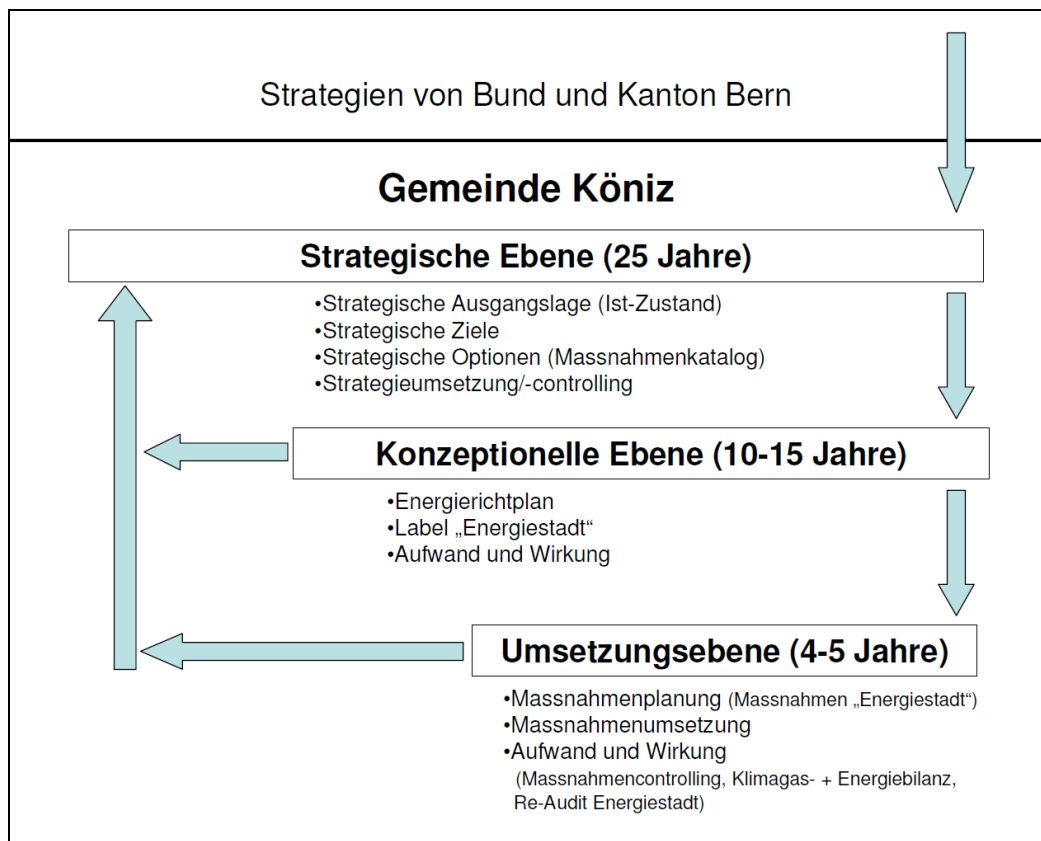 Strategien von Bund und Kanton Bern
Gemeinde Köniz
Strategische Ebene (25 Jahre)
•Strategische Ausgangslage (Ist-Zustand)
•Strategische Ziele
•Strategische Optionen (Massnahmenkatalog)
•Strategieumsetzung/-controlling
Konzeptionelle Ebene (10-15 Jahre)
•Energierichtplan
•Label „Energiestadt“
•Aufwand und Wirkung
Umsetzungsebene (4-5 Jahre)
•Massnahmenplanung (Massnahmen „Energiestadt“)
•Massnahmenumsetzung
•Aufwand und Wirkung
(Massnahmencontrolling, Klimagas- + Energiebilanz,
Re-Audit Energiestadt)